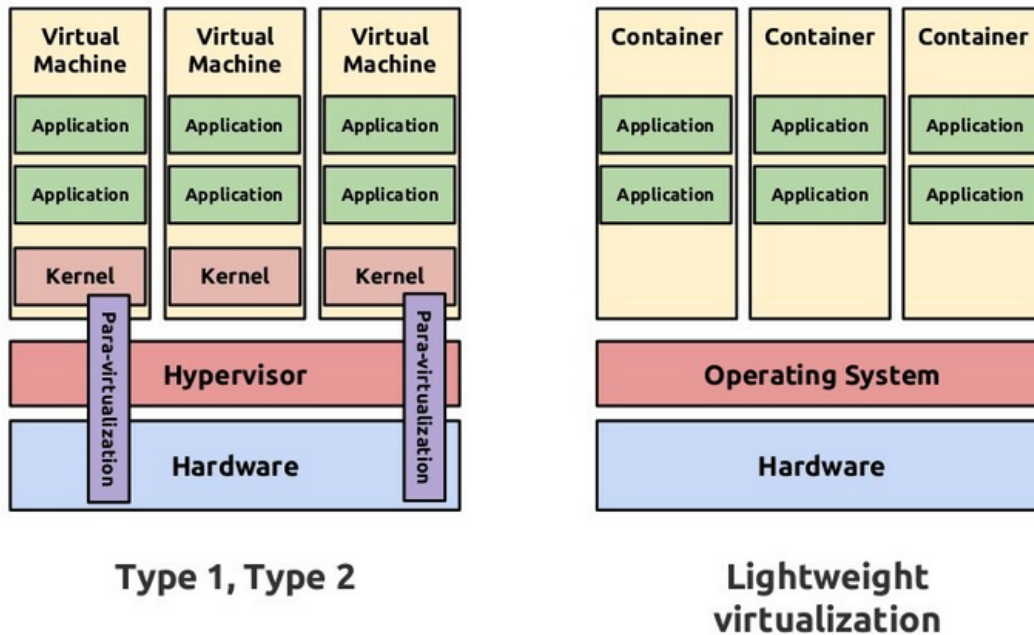 Virtual
Machine
Application
Application
Kernel
Virtual
Machine
Application
Application
Kernel
Virtual
Machine
Application
Application
Kernel
Para-virtualization
Para-virtualization
Hypervisor
Hardware
Type 1, Type 2
Container
Application
Application
Container
Application
Application
Container
Application
Application
Operating System
Hardware
Lightweight
virtualization